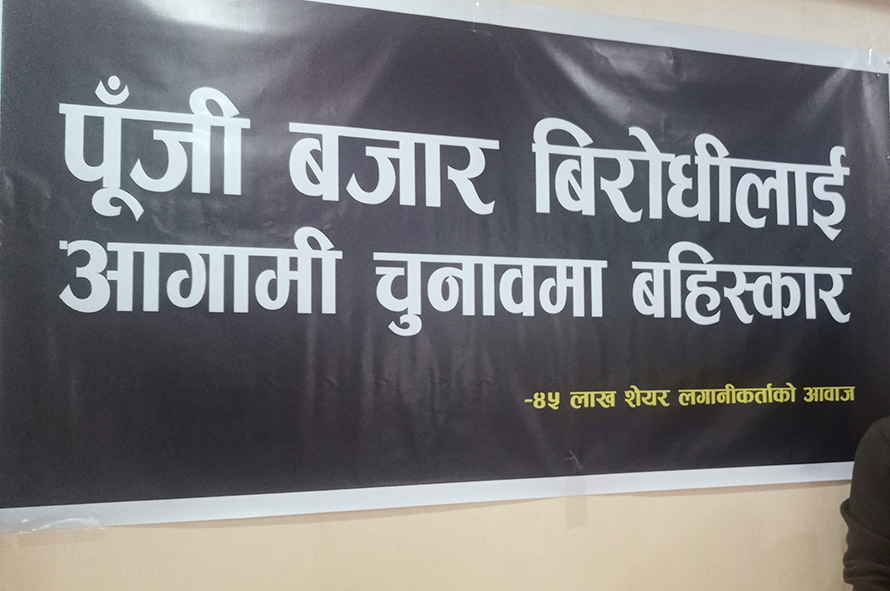 पूँजी बजार बिरोधीलाई
आगामी चुनावमा बहिस्कार
-४५ लाख शेयर लगानीकर्ताको आवाज